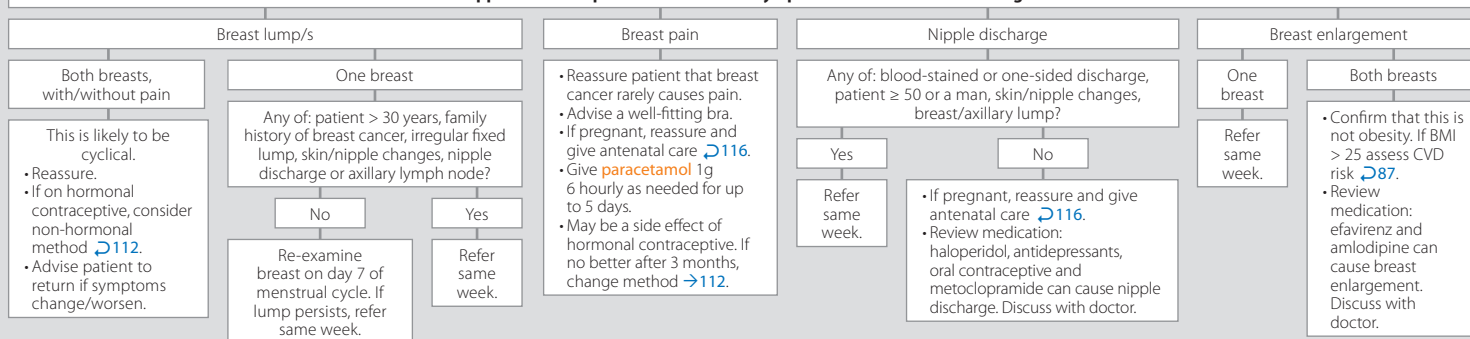 Breast lump/s
Both breasts,
with/without pain
This is likely to be
cyclical.
• Reassure.
• If on hormonal
contraceptive, consider
non-hormonal
method ⤶112.
• Advise patient to
return if symptoms
change/worsen.
One breast
Any of: patient > 30 years, family
history of breast cancer, irregular fixed
lump, skin/nipple changes, nipple
discharge or axillary lymph node?
No
Re-examine
breast on day 7 of
menstrual cycle. If
lump persists, refer
same week.
Yes
Refer
same
week.
Breast pain
• Reassure patient that breast
cancer rarely causes pain.
• Advise a well-fitting bra.
• If pregnant, reassure and
give antenatal care ⤶116.
• Give paracetamol 1g
6 hourly as needed for up
to 5 days.
• May be a side effect of
hormonal contraceptive. If
no better after 3 months,
change method →112.
Nipple discharge
Any of: blood-stained or one-sided discharge,
patient ≥ 50 or a man, skin/nipple changes,
breast/axillary lump?
Yes
Refer
same
week.
No
• If pregnant, reassure and give
antenatal care ⤶116.
• Review medication:
haloperidol, antidepressants,
oral contraceptive and
metoclopramide can cause nipple
discharge. Discuss with doctor.
Breast enlargement
One
breast
Refer
same
week.
Both breasts
• Confirm that this is
not obesity. If BMI
> 25 assess CVD
risk ⤶87.
• Review
medication:
efavirenz and
amlodipine can
cause breast
enlargement.
Discuss with
doctor.